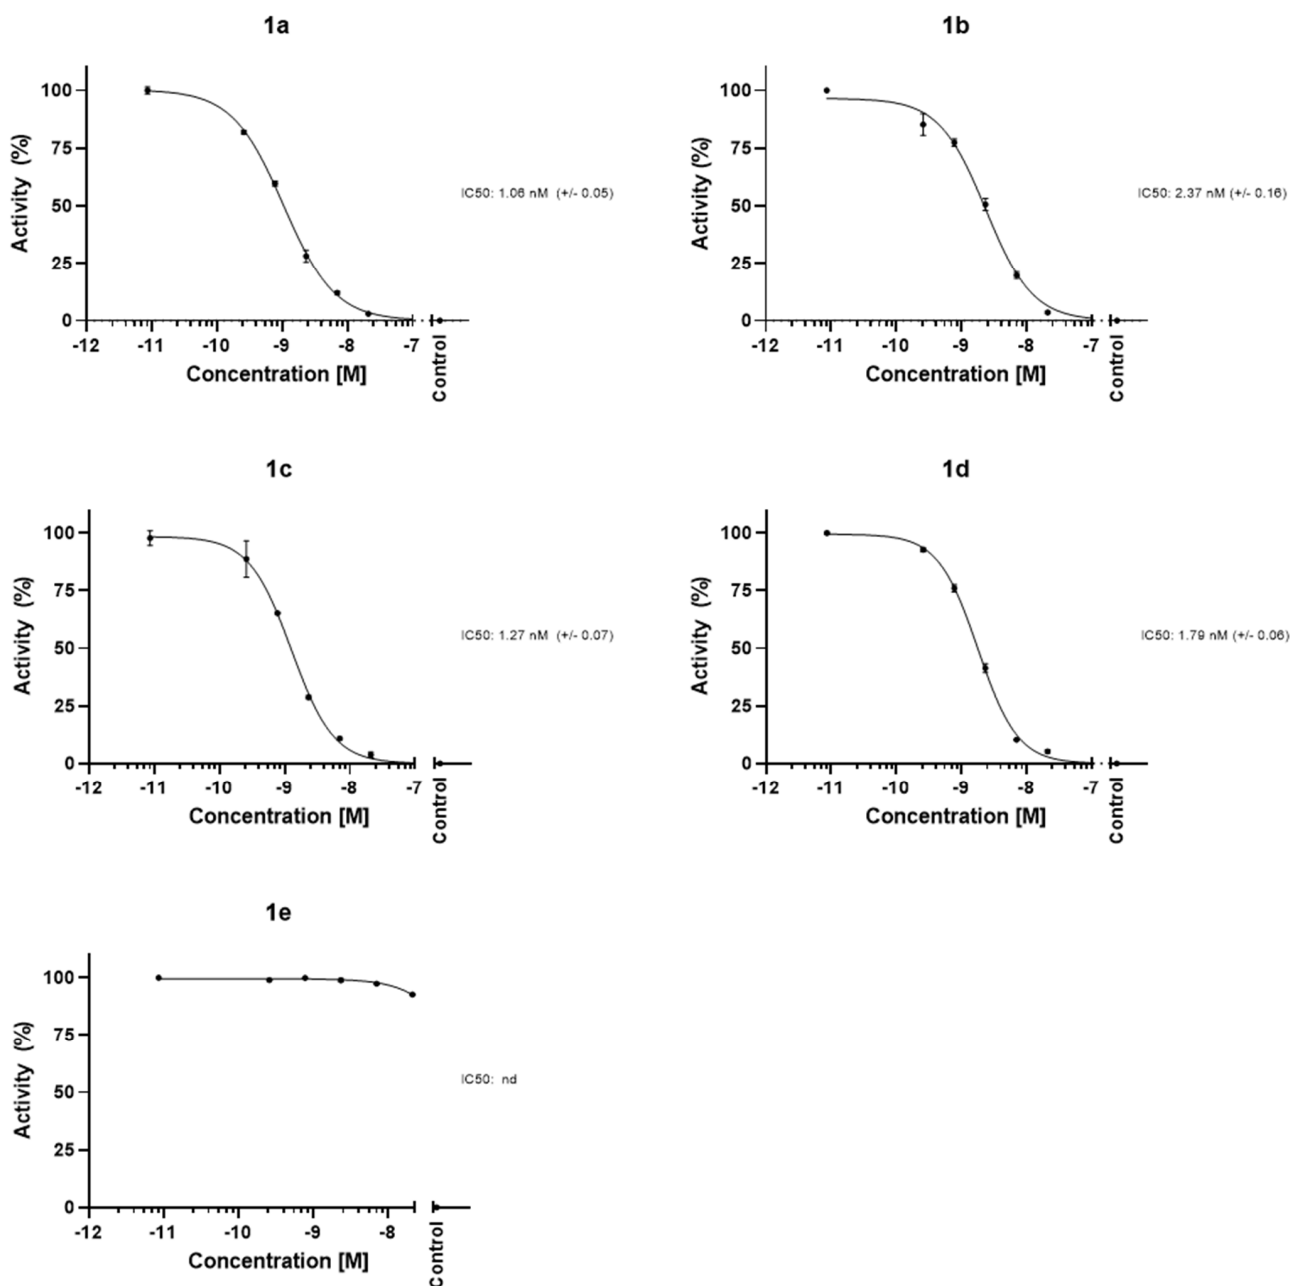 1a
100
75
50
25
0
Activity (%)
-12 -11 -10 -9 -8 -7
Control
Concentration [M]
IC50: 1.06 nM (+/- 0.05)
1b
100
75
50
25
0
Activity (%)
-12 -11 -10 -9 -8 -7
Control
Concentration [M]
IC50: 2.37 nM (+/- 0.16)
1c
100
75
50
25
0
Activity (%)
-12 -11 -10 -9 -8 -7
Control
Concentration [M]
IC50: 1.27 nM (+/- 0.07)
1d
100
75
50
25
0
Activity (%)
-12 -11 -10 -9 -8 -7
Control
Concentration [M]
IC50: 1.79 nM (+/- 0.06)
1e
100
75
50
25
0
Activity (%)
-12 -11 -10 -9 -8
Control
Concentration [M]
IC50: nd